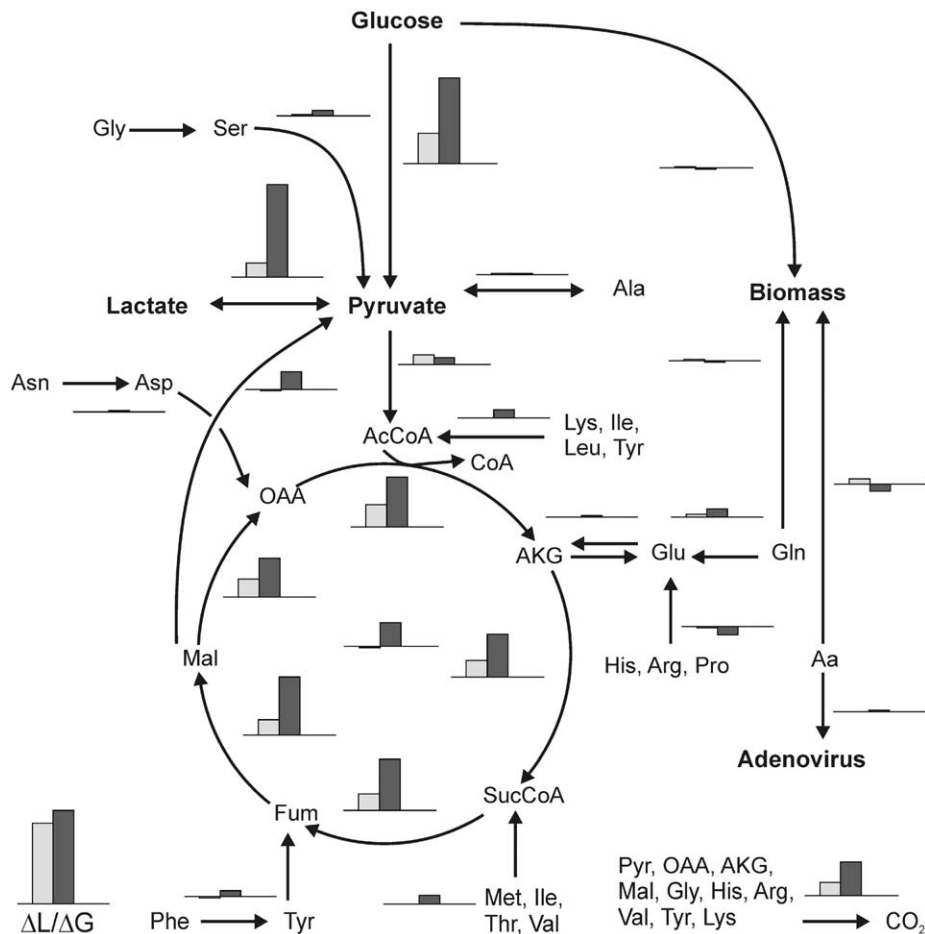 Glucose
Gly
Ser
Lactate
Pyruvate
Ala
Biomass
Asn
Asp
AcCoA
Lys, Ile,
Leu, Tyr
CoA
OAA
AKG
Glu
Gln
Mal
His, Arg, Pro
Aa
Adenovirus
Fum
SucCoA
ΔL/ΔG
Phe
Tyr
Met, Ile,
Thr, Val
Pyr, OAA, AKG,
Mal, Gly, His, Arg,
Val, Tyr, Lys
CO₂